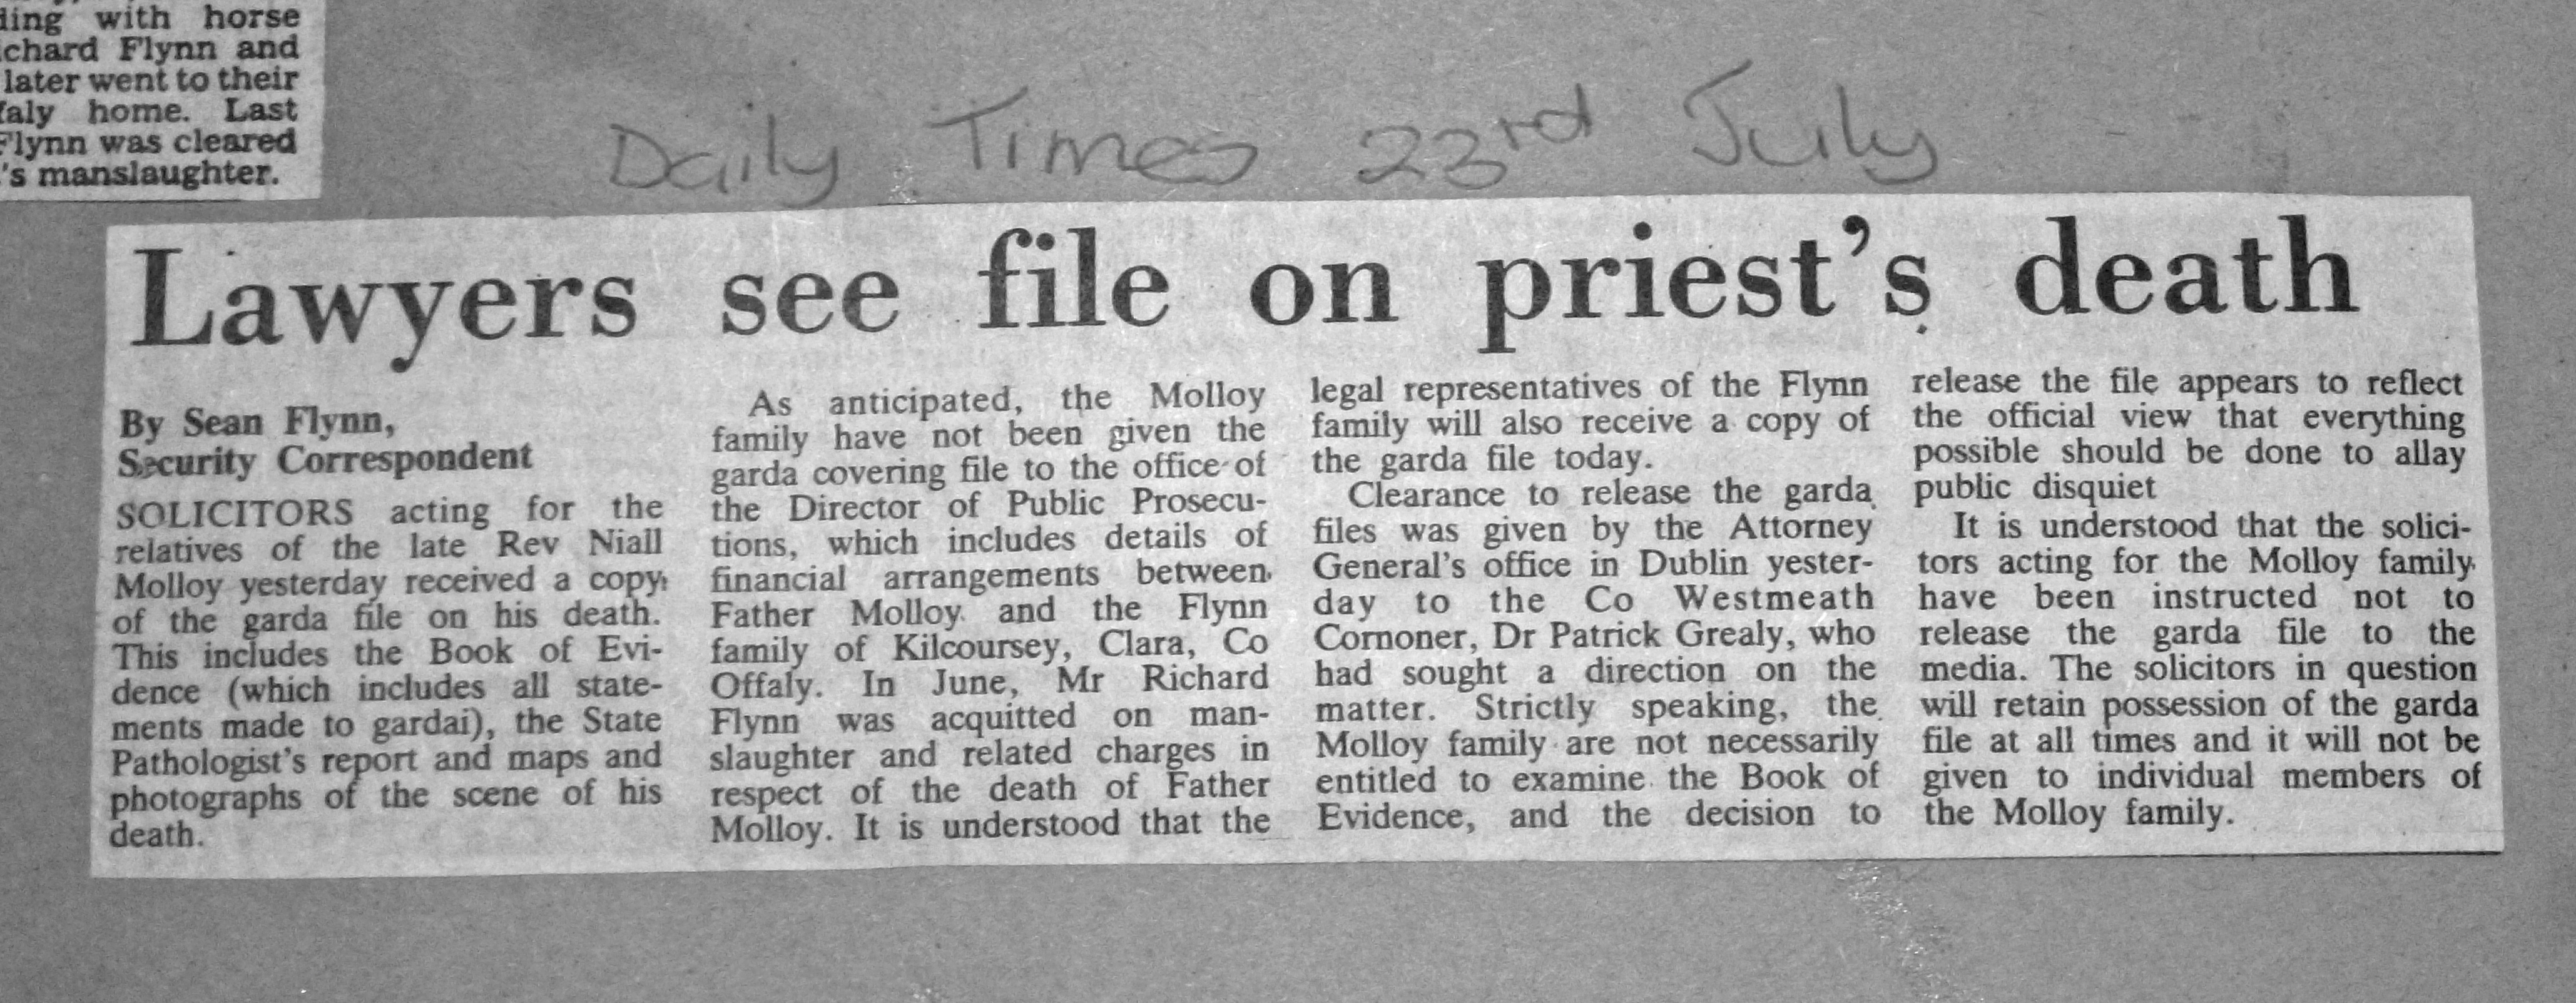 ding with horse
ichard Flynn and
later went to their
faly home. Last
Flynn was cleared
's manslaughter.
Daily Times 23rd July
Lawyers see file on priest's death
By Sean Flynn,
Security Correspondent
SOLICITORS acting for the
relatives of the late Rev Niall
Molloy yesterday received a copy
of the garda file on his death.
This includes the Book of Evi-
dence (which includes all state-
ments made to gardai), the State
Pathologist's report and maps and
photographs of the scene of his
death.
As anticipated, the Molloy
family have not been given the
garda covering file to the office of
the Director of Public Prosecu-
tions, which includes details of
financial arrangements between
Father Molloy and the Flynn
family of Kilcoursey, Clara, Co
Offaly. In June, Mr Richard
Flynn was acquitted on man-
slaughter and related charges in
respect of the death of Father
Molloy. It is understood that the
legal representatives of the Flynn
family will also receive a copy of
the garda file today.
Clearance to release the garda
files was given by the Attorney
General's office in Dublin yester-
day to the Co Westmeath
Cornoner, Dr Patrick Grealy, who
had sought a direction on the
matter. Strictly speaking, the
Molloy family are not necessarily
entitled to examine the Book of
Evidence, and the decision to
release the file appears to reflect
the official view that everything
possible should be done to allay
public disquiet
It is understood that the solici-
tors acting for the Molloy family
have been instructed not to
release the garda file to the
media. The solicitors in question
will retain possession of the garda
file at all times and it will not be
given to individual members of
the Molloy family.